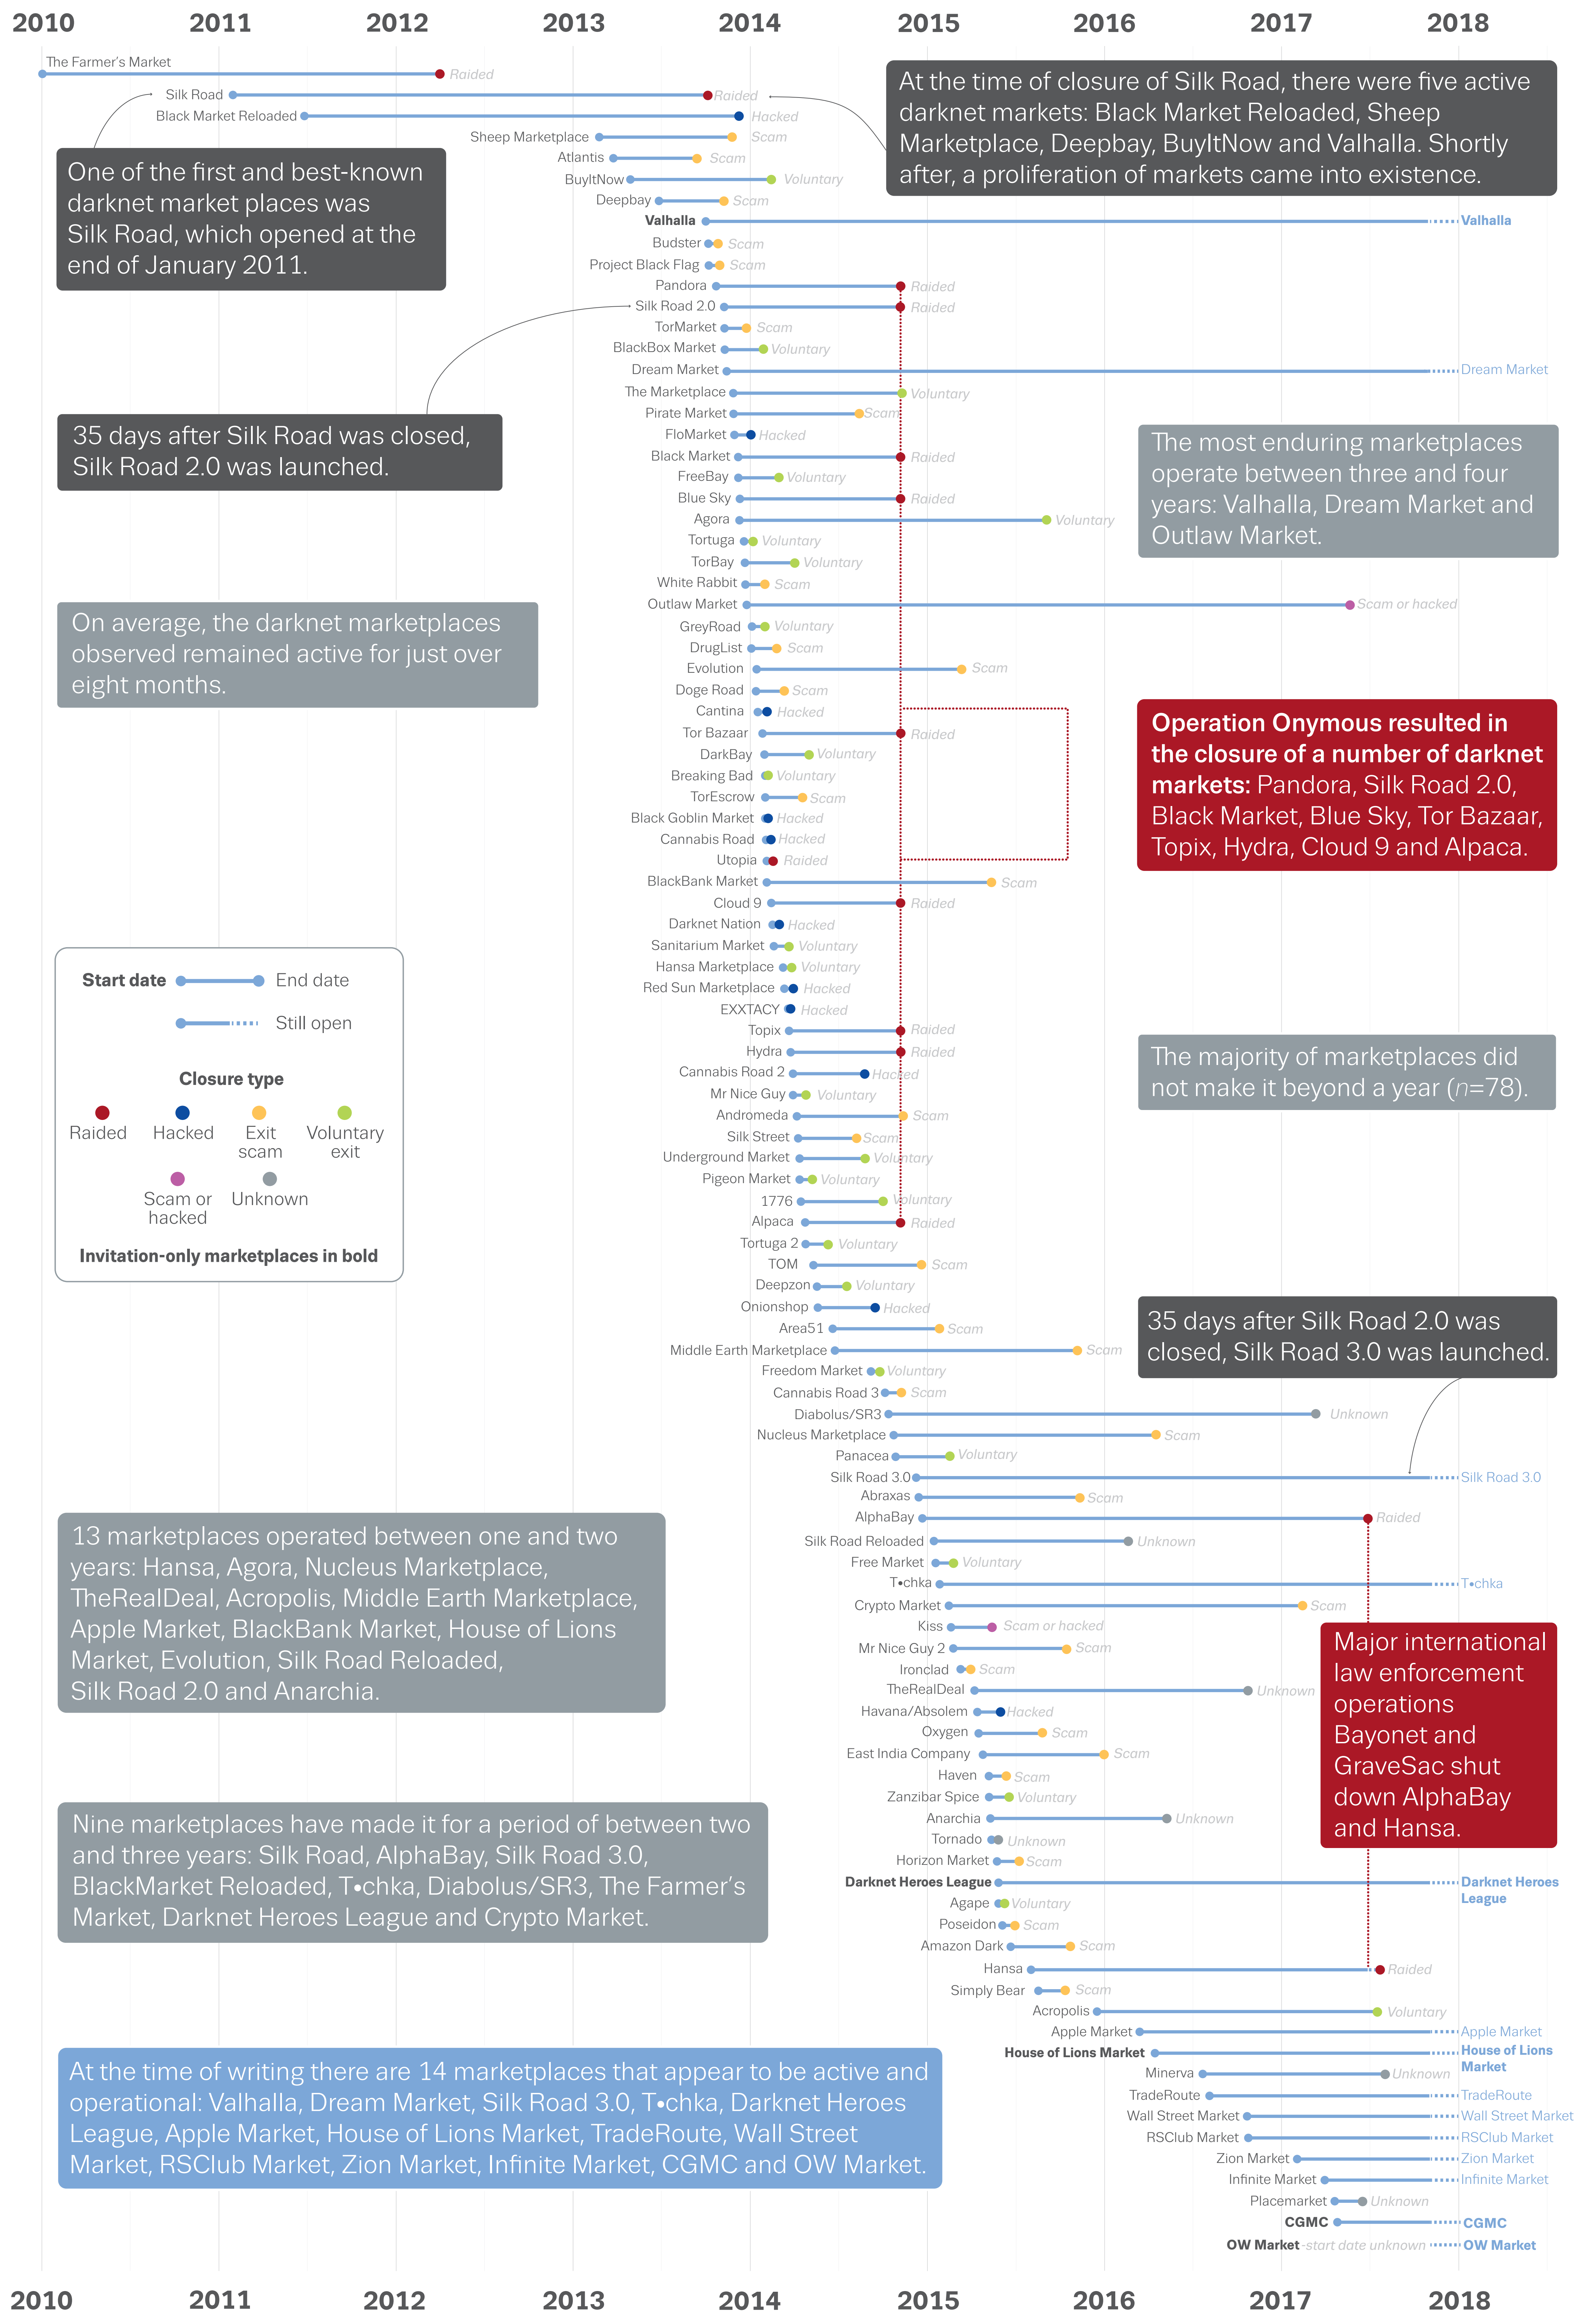 2010 2011 2012 2013 2014 2015 2016 2017 2018
The Farmer's Market
Raided
Silk Road
Raided
Black Market Reloaded
Hacked
Sheep Marketplace
Scam
Atlantis
Scam
BuyItNow
Voluntary
Deepbay
Scam
Valhalla
Valhalla
Budster
Scam
Project Black Flag
Scam
Pandora
Raided
Silk Road 2.0
Raided
TorMarket
Scam
BlackBox Market
Voluntary
Dream Market
Dream Market
The Marketplace
Voluntary
Pirate Market
Scam
FloMarket
Hacked
Black Market
Raided
FreeBay
Voluntary
Blue Sky
Raided
Agora
Voluntary
Tortuga
Voluntary
TorBay
Voluntary
White Rabbit
Scam
Outlaw Market
Scam or hacked
GreyRoad
Voluntary
DrugList
Scam
Evolution
Scam
Doge Road
Scam
Cantina
Hacked
Tor Bazaar
Raided
DarkBay
Voluntary
Breaking Bad
Voluntary
TorEscrow
Scam
Black Goblin Market
Hacked
Cannabis Road
Hacked
Utopia
Raided
BlackBank Market
Scam
Cloud 9
Raided
Darknet Nation
Hacked
Sanitarium Market
Voluntary
Hansa Marketplace
Voluntary
Red Sun Marketplace
Hacked
EXXTACY
Hacked
Topix
Raided
Hydra
Raided
Cannabis Road 2
Hacked
Mr Nice Guy
Voluntary
Andromeda
Scam
Silk Street
Scam
Underground Market
Voluntary
Pigeon Market
Voluntary
1776
Voluntary
Alpaca
Raided
Tortuga 2
Voluntary
TOM
Scam
Deepzon
Voluntary
Onionshop
Hacked
Area51
Scam
Middle Earth Marketplace
Scam
Freedom Market
Voluntary
Cannabis Road 3
Scam
Diabolus/SR3
Unknown
Nucleus Marketplace
Scam
Panacea
Voluntary
Silk Road 3.0
Silk Road 3.0
Abraxas
Scam
AlphaBay
Raided
Silk Road Reloaded
Unknown
Free Market
Voluntary
T•chka
T•chka
Crypto Market
Scam
Kiss
Scam or hacked
Mr Nice Guy 2
Scam
Ironclad
Scam
TheRealDeal
Unknown
Havana/Absolem
Hacked
Oxygen
Scam
East India Company
Scam
Haven
Scam
Zanzibar Spice
Voluntary
Anarchia
Unknown
Tornado
Unknown
Horizon Market
Scam
Darknet Heroes League
Darknet Heroes
League
Agape
Voluntary
Poseidon
Scam
Amazon Dark
Scam
Hansa
Raided
Simply Bear
Scam
Acropolis
Voluntary
Apple Market
Apple Market
House of Lions Market
House of Lions
Market
Minerva
Unknown
TradeRoute
TradeRoute
Wall Street Market
Wall Street Market
RSClub Market
RSClub Market
Zion Market
Zion Market
Infinite Market
Infinite Market
Placemarket
Unknown
CGMC
CGMC
OW Market -start date unknown
OW Market
At the time of closure of Silk Road, there were five active
darknet markets: Black Market Reloaded, Sheep
Marketplace, Deepbay, BuyItNow and Valhalla. Shortly
after, a proliferation of markets came into existence.
One of the first and best-known
darknet market places was
Silk Road, which opened at the
end of January 2011.
35 days after Silk Road was closed,
Silk Road 2.0 was launched.
The most enduring marketplaces
operate between three and four
years: Valhalla, Dream Market and
Outlaw Market.
On average, the darknet marketplaces
observed remained active for just over
eight months.
Operation Onymous resulted in
the closure of a number of darknet
markets: Pandora, Silk Road 2.0,
Black Market, Blue Sky, Tor Bazaar,
Topix, Hydra, Cloud 9 and Alpaca.
Start date
End date
Still open
Closure type
Raided
Hacked
Exit
scam
Voluntary
exit
Scam or
hacked
Unknown
Invitation-only marketplaces in bold
The majority of marketplaces did
not make it beyond a year (n=78).
35 days after Silk Road 2.0 was
closed, Silk Road 3.0 was launched.
13 marketplaces operated between one and two
years: Hansa, Agora, Nucleus Marketplace,
TheRealDeal, Acropolis, Middle Earth Marketplace,
Apple Market, BlackBank Market, House of Lions
Market, Evolution, Silk Road Reloaded,
Silk Road 2.0 and Anarchia.
Major international
law enforcement
operations
Bayonet and
GraveSac shut
down AlphaBay
and Hansa.
Nine marketplaces have made it for a period of between two
and three years: Silk Road, AlphaBay, Silk Road 3.0,
BlackMarket Reloaded, T•chka, Diabolus/SR3, The Farmer's
Market, Darknet Heroes League and Crypto Market.
At the time of writing there are 14 marketplaces that appear to be active and
operational: Valhalla, Dream Market, Silk Road 3.0, T•chka, Darknet Heroes
League, Apple Market, House of Lions Market, TradeRoute, Wall Street
Market, RSClub Market, Zion Market, Infinite Market, CGMC and OW Market.
2010 2011 2012 2013 2014 2015 2016 2017 2018